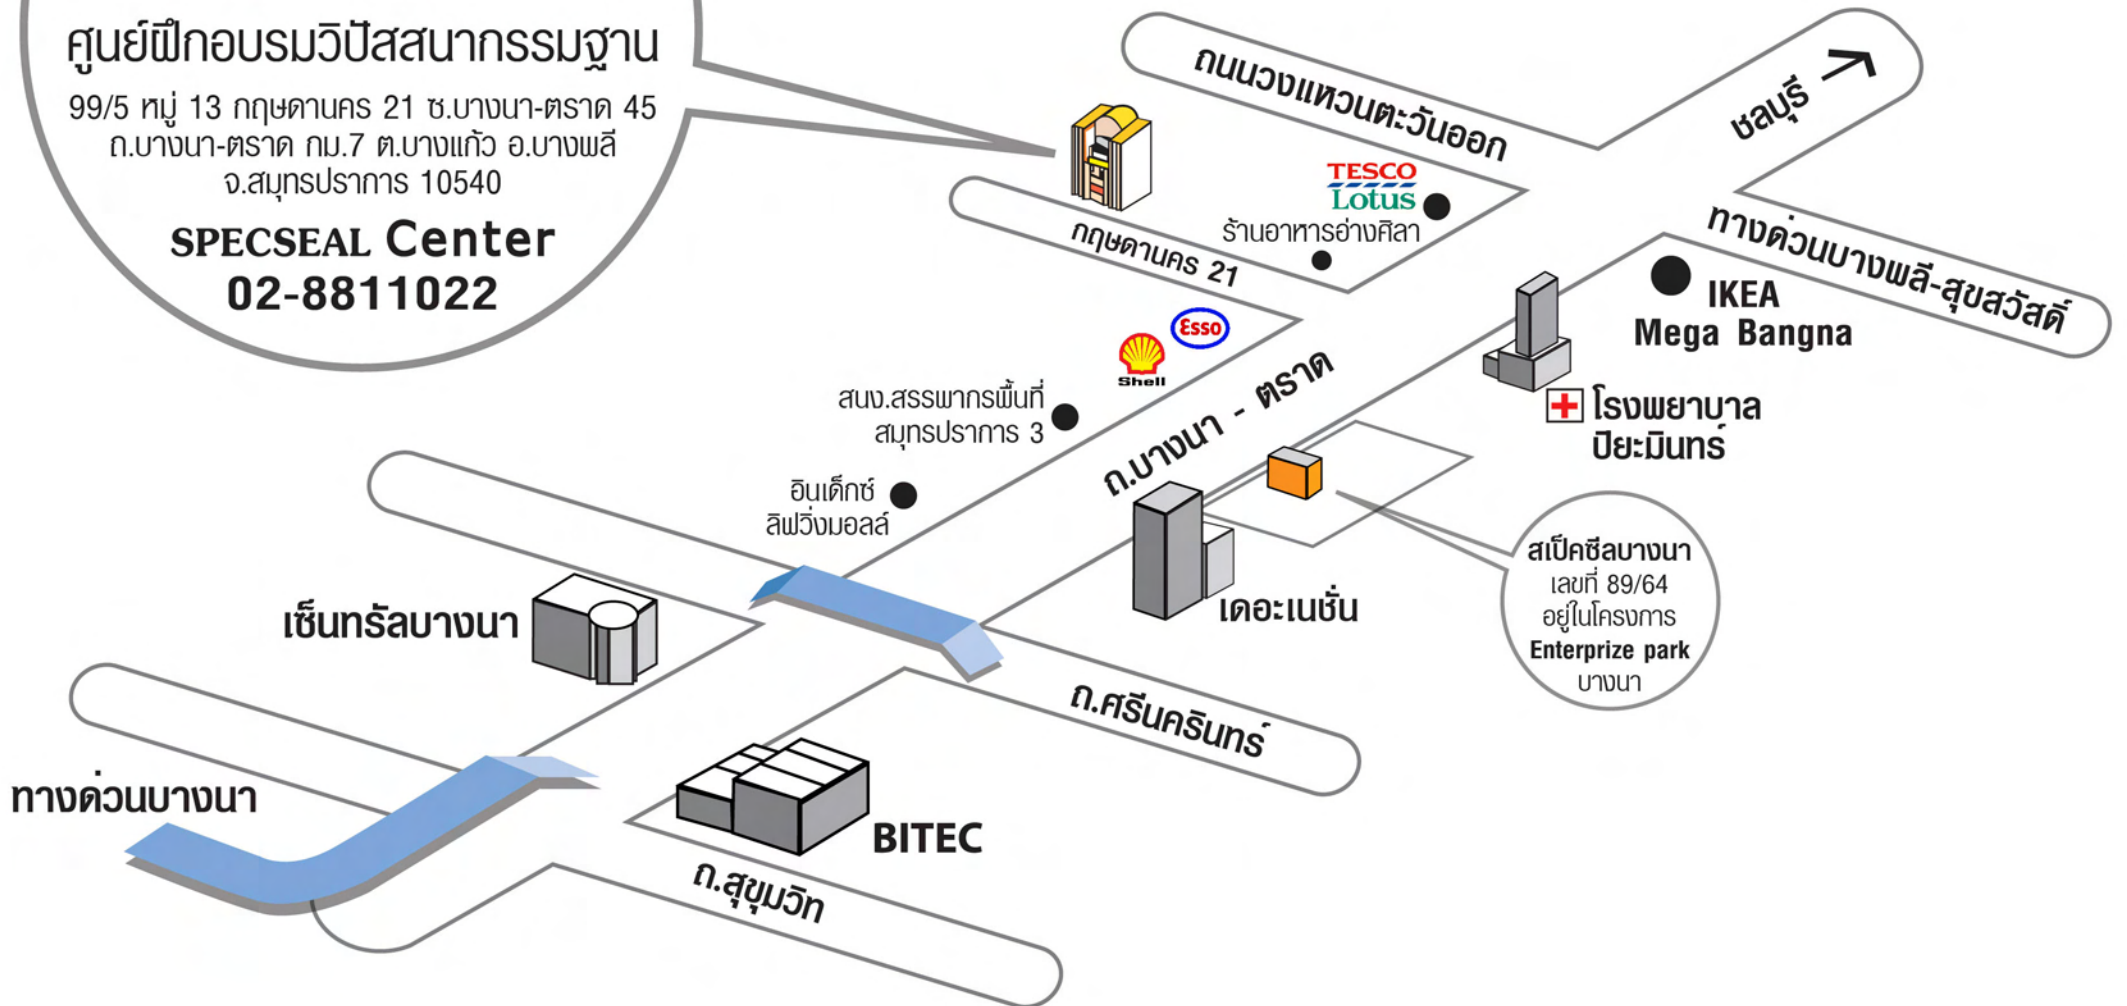 ศูนย์ฝึกอบรมวิปัสสนากรรมฐาน
99/5 หมู่ 13 กฤษดานคร 21 ซ.บางนา-ตราด 45
ถ.บางนา-ตราด กม.7 ต.บางแก้ว อ.บางพลี
จ.สมุทรปราการ 10540
SPECSEAL Center
02-8811022
ถนนวงแหวนตะวันออก
ชลบุรี
TESCO
Lotus
ร้านอาหารอ่างศิลา
กฤษดานคร 21
ทางด่วนบางพลี-สุขสวัสดิ์
IKEA
Mega Bangna
Esso
Shell
สนง.สรรพากรพื้นที่
สมุทรปราการ 3
ถ.บางนา - ตราด
โรงพยาบาล
ปิยะมินทร์
อินเด็กซ์
ลิฟวิ่งมอลล์
สเป็คซีลบางนา
เลขที่ 89/64
อยู่ในโครงการ
Enterprize park
บางนา
เดอะเนชั่น
เซ็นทรัลบางนา
ถ.ศรีนครินทร์
ทางด่วนบางนา
BITEC
ถ.สุขุมวิท